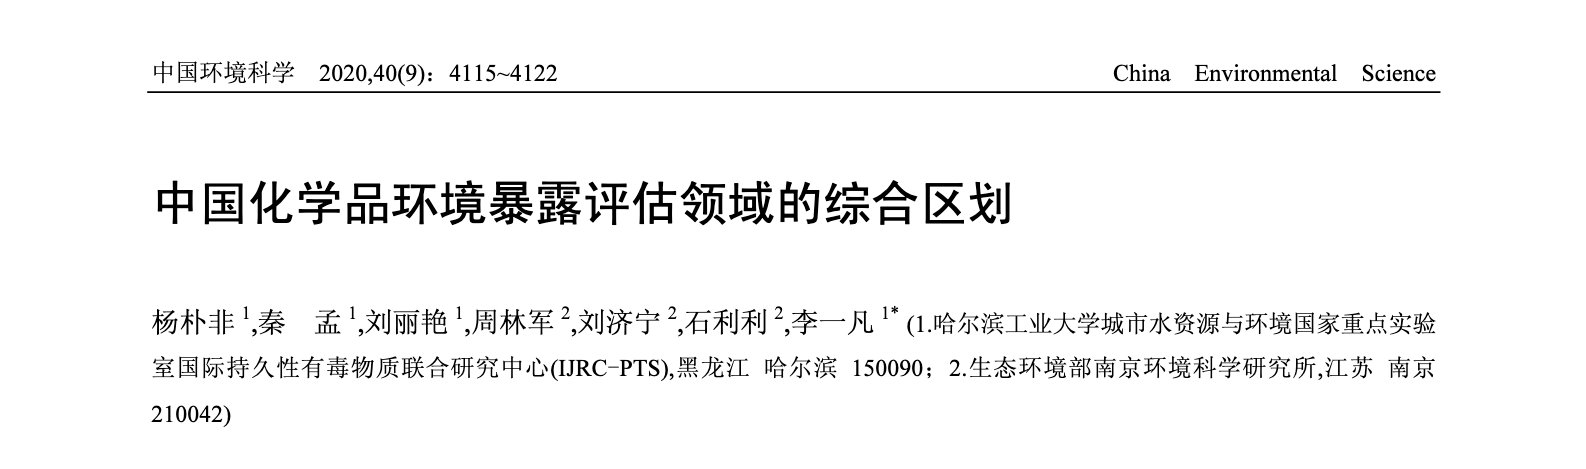 中国环境科学 2020,40(9)：4115~4122 China Environmental Science
中国化学品环境暴露评估领域的综合区划
杨朴非 1,秦 孟 1,刘丽艳 1,周林军 2,刘济宁 2,石利利 2,李一凡 1* (1.哈尔滨工业大学城市水资源与环境国家重点实验
室国际持久性有毒物质联合研究中心(IJRC-PTS),黑龙江 哈尔滨 150090；2.生态环境部南京环境科学研究所,江苏 南京
210042)